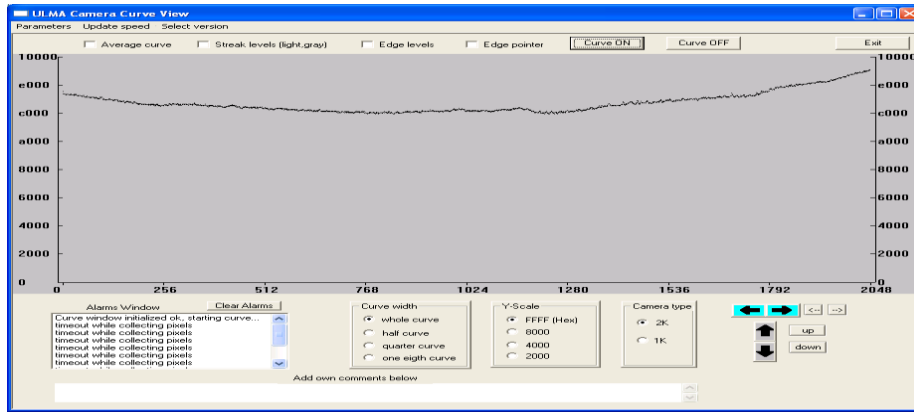 ULMA Camera Curve View
Parameters Update speed Select version
Average curve Streak levels (light,gray) Edge levels Edge pointer Curve ON Curve OFF Exit
10000 10000
e000 e000
c000 c000
a000 a000
8000 8000
6000 6000
4000 4000
2000 2000
0 0
0 256 512 768 1024 1280 1536 1792 2048
Alarms Window Clear Alarms
Curve window initialized ok, starting curve...
timeout while collecting pixels
timeout while collecting pixels
timeout while collecting pixels
timeout while collecting pixels
timeout while collecting pixels
timeout while collecting pixels
Curve width
whole curve
half curve
quarter curve
one eigth curve
Y-Scale
FFFF (Hex)
8000
4000
2000
Camera type
2K
1K
<-- -->
up
down
Add own comments below